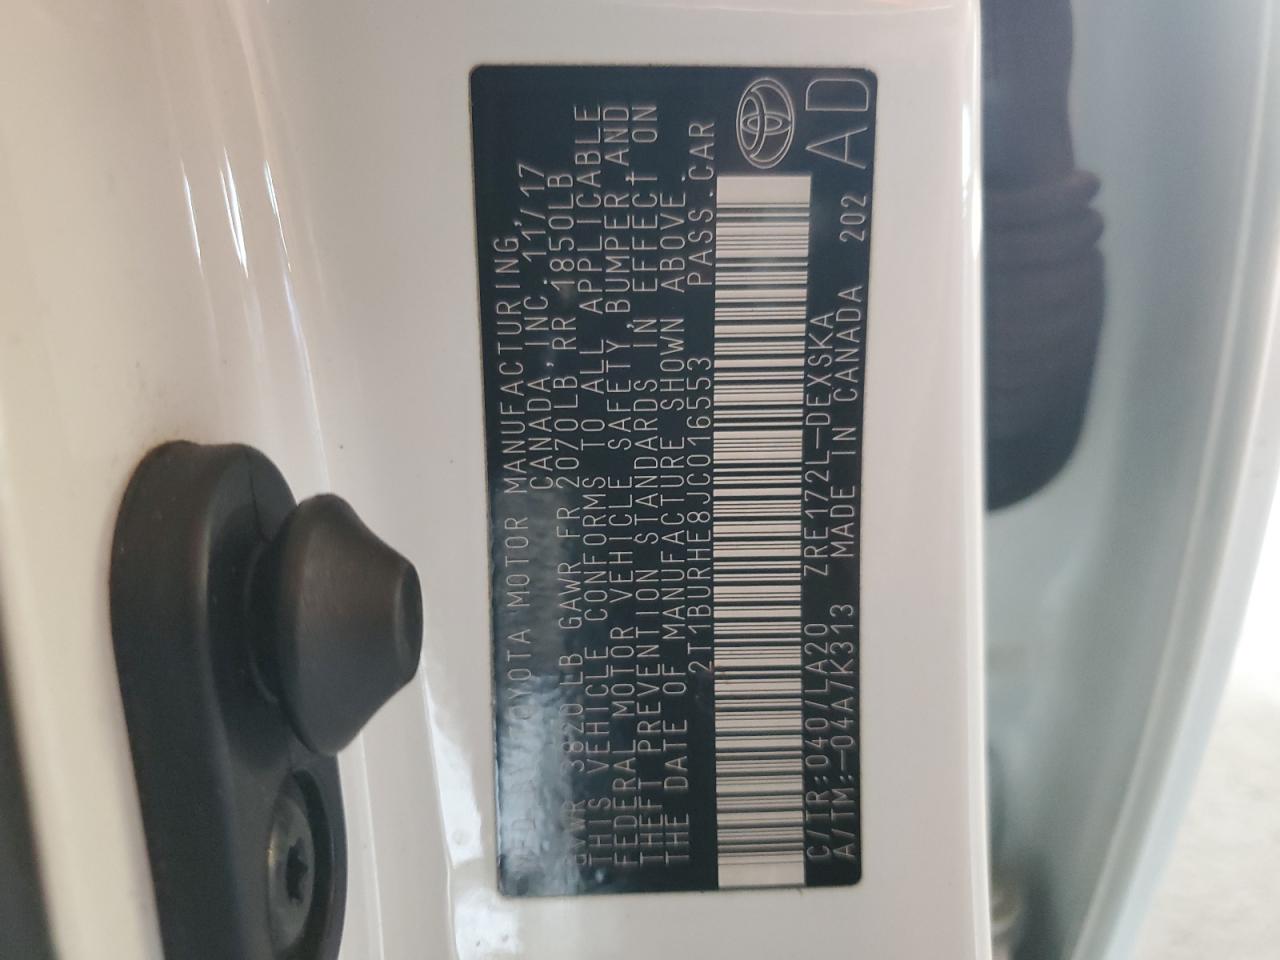 MFD. BY TOYOTA MOTOR MANUFACTURING,
CANADA, INC. 11/17
GVWR 3820LB GAWR FR 2070LB RR 1850LB
THIS VEHICLE CONFORMS TO ALL APPLICABLE
FEDERAL MOTOR VEHICLE SAFETY, BUMPER, AND
THEFT PREVENTION STANDARDS IN EFFECT ON
THE DATE OF MANUFACTURE SHOWN ABOVE.
2T1BURHE8JC016553 PASS.CAR
C/TR:040/LA20 ZRE172L-DEXSKA
A/TM:-04A/K313 MADE IN CANADA 202
AD